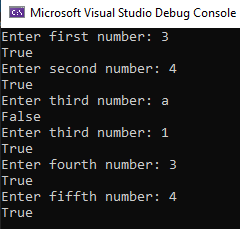 Microsoft Visual Studio Debug Console
Enter first number: 3
True
Enter second number: 4
True
Enter third number: a
False
Enter third number: 1
True
Enter fourth number: 3
True
Enter fiffth number: 4
True